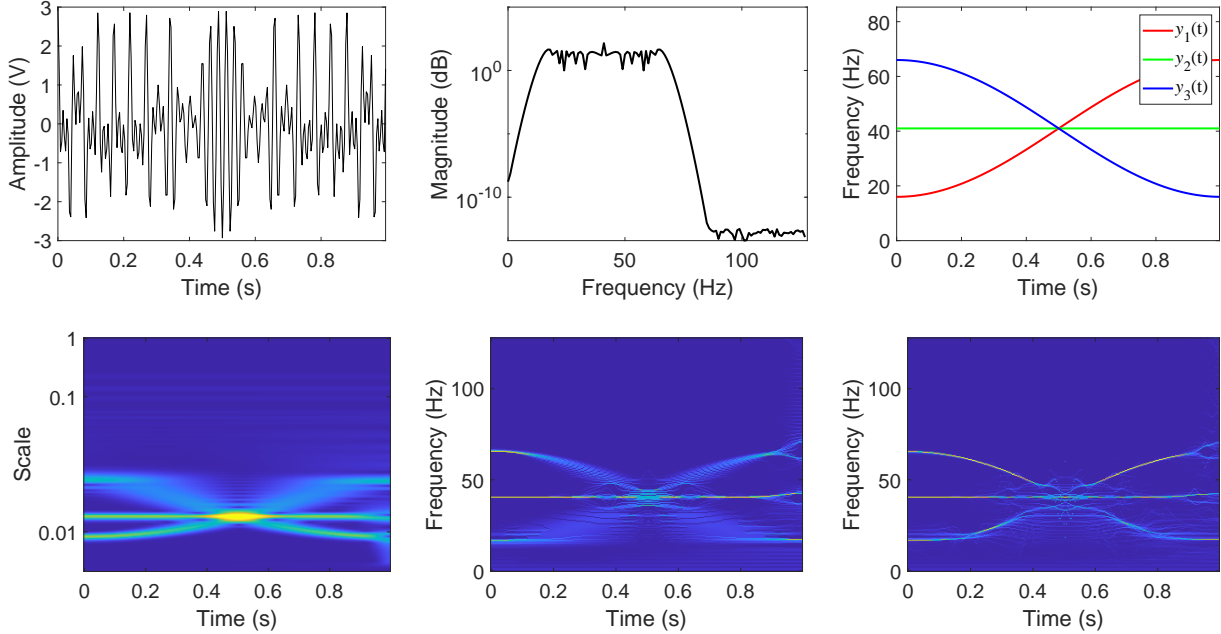 3
2
1
0
-1
-2
-3
Amplitude (V)
0 0.2 0.4 0.6 0.8
Time (s)
10^0
10^-10
Magnitude (dB)
0 50 100
Frequency (Hz)
80
60
40
20
0
Frequency (Hz)
0 0.2 0.4 0.6 0.8
Time (s)
y_1(t)
y_2(t)
y_3(t)
1
0.1
0.01
Scale
0 0.2 0.4 0.6 0.8
Time (s)
100
50
0
Frequency (Hz)
0 0.2 0.4 0.6 0.8
Time (s)
100
50
0
Frequency (Hz)
0 0.2 0.4 0.6 0.8
Time (s)